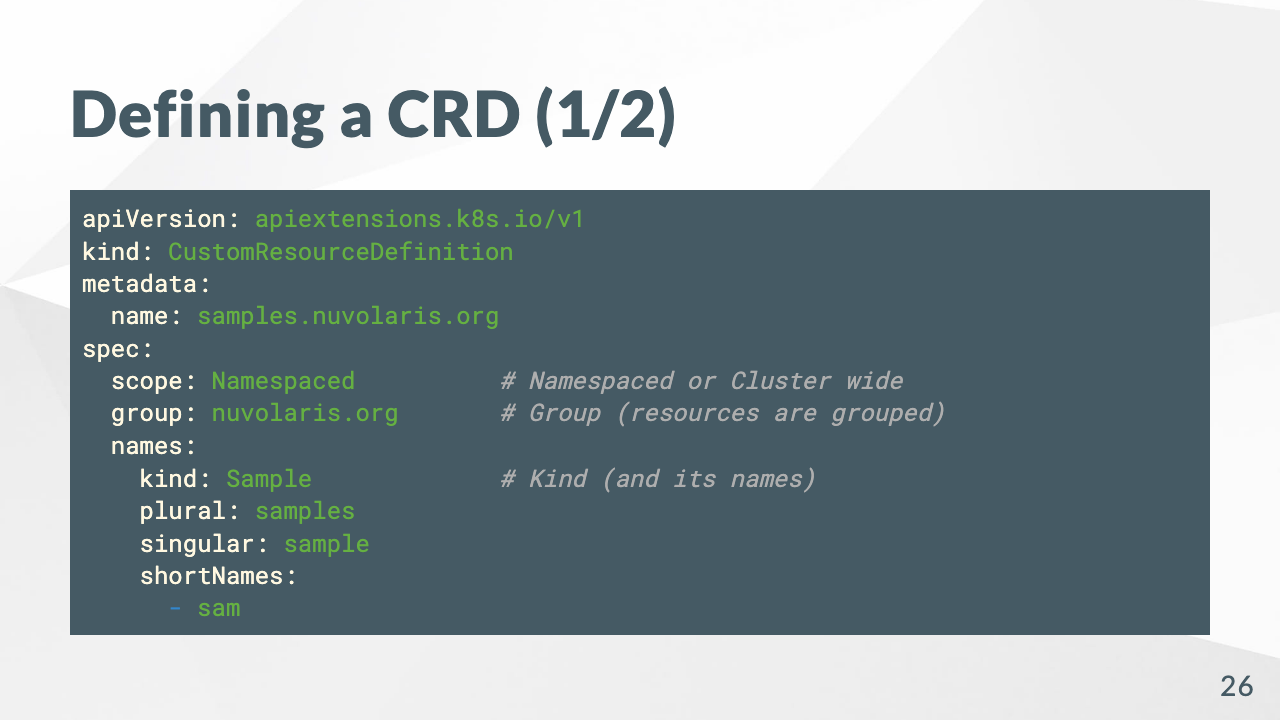 Defining a CRD (1/2)
apiVersion: apiextensions.k8s.io/v1
kind: CustomResourceDefinition
metadata:
  name: samples.nuvolaris.org
spec:
  scope: Namespaced          # Namespaced or Cluster wide
  group: nuvolaris.org       # Group (resources are grouped)
  names:
    kind: Sample             # Kind (and its names)
    plural: samples
    singular: sample
    shortNames:
      - sam
26